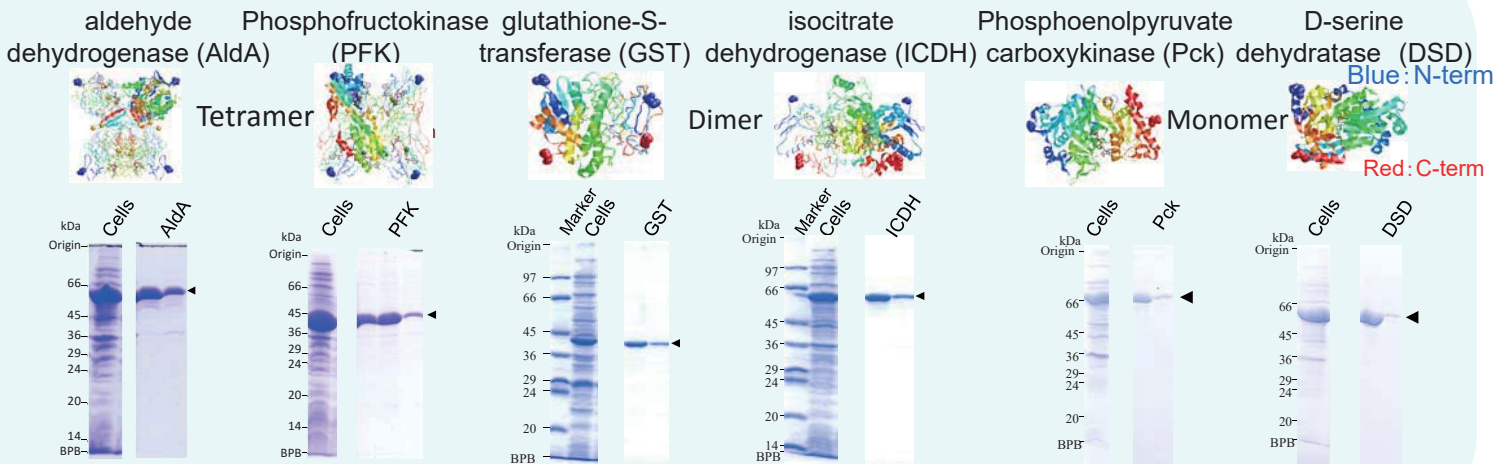 aldehyde
dehydrogenase (AldA)
Phosphofructokinase
(PFK)
glutathione-S-
transferase (GST)
isocitrate
dehydrogenase (ICDH)
Phosphoenolpyruvate
carboxykinase (Pck)
D-serine
dehydratase (DSD)
Blue:N-term
Tetramer
Dimer
Monomer
Red:C-term
Cells
AldA
kDa
Origin
66
45
36
29
24
20
14
BPB
Cells
PFK
kDa
Origin
66
45
36
29
24
20
14
BPB
Marker
Cells
GST
kDa
Origin
97
66
45
36
29
24
20
BPB
Marker
Cells
ICDH
kDa
Origin
97
66
45
36
29
24
20
14
BPB
Cells
Pck
kDa
Origin
66
45
36
29
24
20
BPB
Cells
DSD
kDa
Origin
66
45
36
29
24
20
BPB